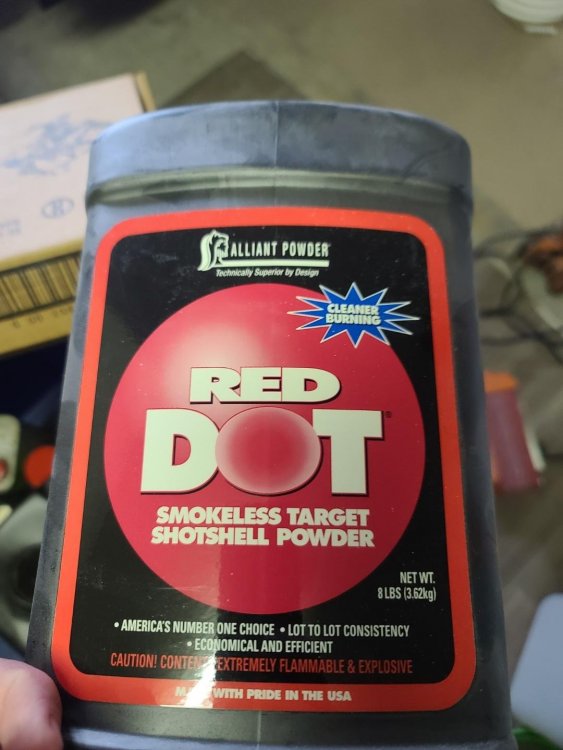 ALLIANT POWDER
Technically Superior by Design
CLEANER
BURNING
RED
DOT®
SMOKELESS TARGET
SHOTSHELL POWDER
NET WT.
8 LBS (3.62kg)
• AMERICA'S NUMBER ONE CHOICE • LOT TO LOT CONSISTENCY
• ECONOMICAL AND EFFICIENT
CAUTION! CONTENTS EXTREMELY FLAMMABLE & EXPLOSIVE
MADE WITH PRIDE IN THE USA